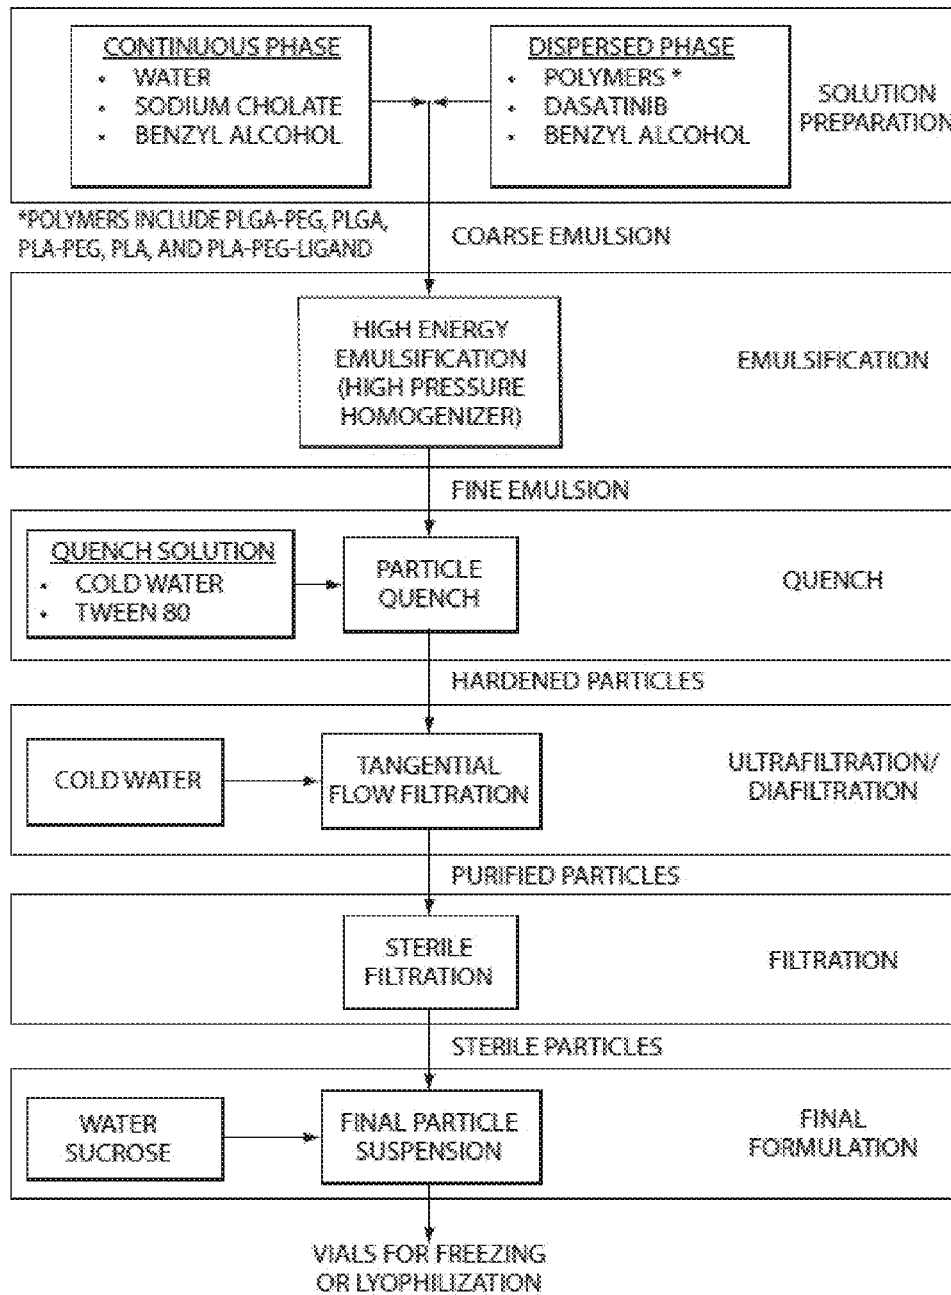 CONTINUOUS PHASE
• WATER
• SODIUM CHOLATE
• BENZYL ALCOHOL
DISPERSED PHASE
• POLYMERS *
• DASATINIB
• BENZYL ALCOHOL
SOLUTION
PREPARATION
*POLYMERS INCLUDE PLGA-PEG, PLGA,
PLA-PEG, PLA, AND PLA-PEG-LIGAND
COARSE EMULSION
HIGH ENERGY
EMULSIFICATION
(HIGH PRESSURE
HOMOGENIZER)
EMULSIFICATION
FINE EMULSION
QUENCH SOLUTION
• COLD WATER
• TWEEN 80
PARTICLE
QUENCH
QUENCH
HARDENED PARTICLES
COLD WATER
TANGENTIAL
FLOW FILTRATION
ULTRAFILTRATION/
DIAFILTRATION
PURIFIED PARTICLES
STERILE
FILTRATION
FILTRATION
STERILE PARTICLES
WATER
SUCROSE
FINAL PARTICLE
SUSPENSION
FINAL
FORMULATION
VIALS FOR FREEZING
OR LYOPHILIZATION